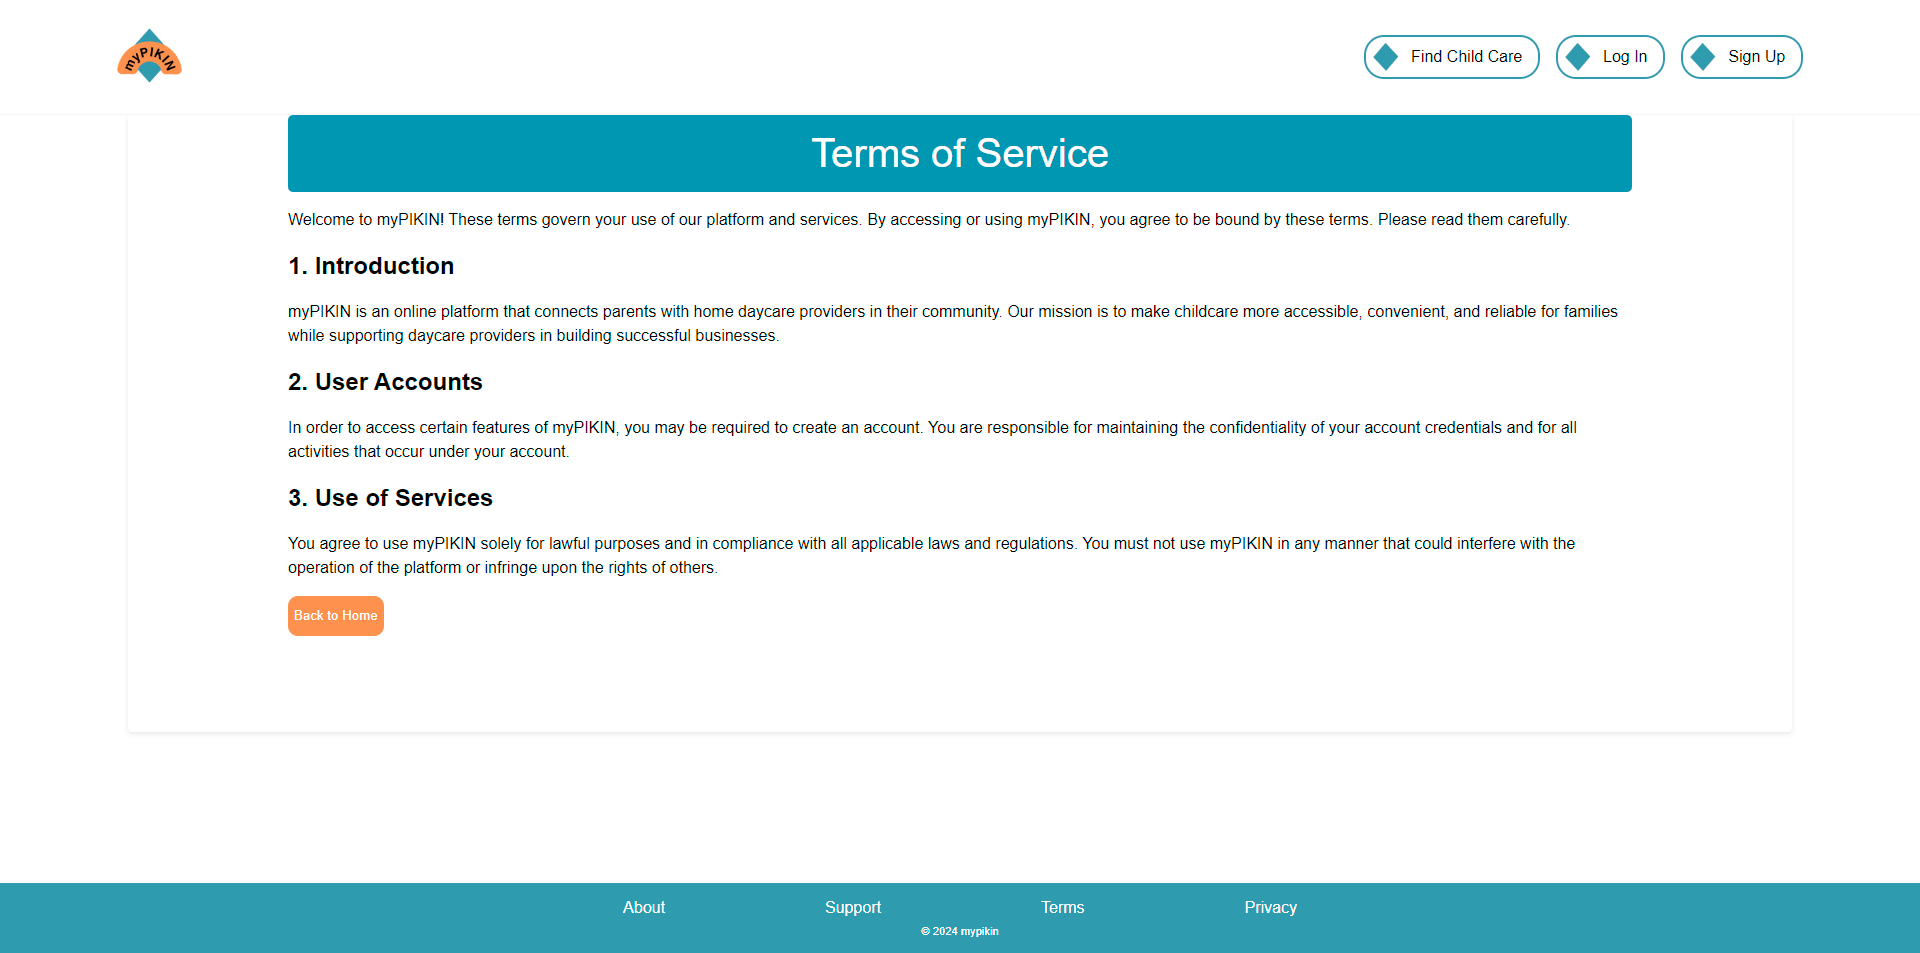 myPIKIN
Find Child Care
Log In
Sign Up
Terms of Service
Welcome to myPIKIN! These terms govern your use of our platform and services. By accessing or using myPIKIN, you agree to be bound by these terms. Please read them carefully.
1. Introduction
myPIKIN is an online platform that connects parents with home daycare providers in their community. Our mission is to make childcare more accessible, convenient, and reliable for families
while supporting daycare providers in building successful businesses.
2. User Accounts
In order to access certain features of myPIKIN, you may be required to create an account. You are responsible for maintaining the confidentiality of your account credentials and for all
activities that occur under your account.
3. Use of Services
You agree to use myPIKIN solely for lawful purposes and in compliance with all applicable laws and regulations. You must not use myPIKIN in any manner that could interfere with the
operation of the platform or infringe upon the rights of others.
Back to Home
About
Support
Terms
Privacy
© 2024 mypikin